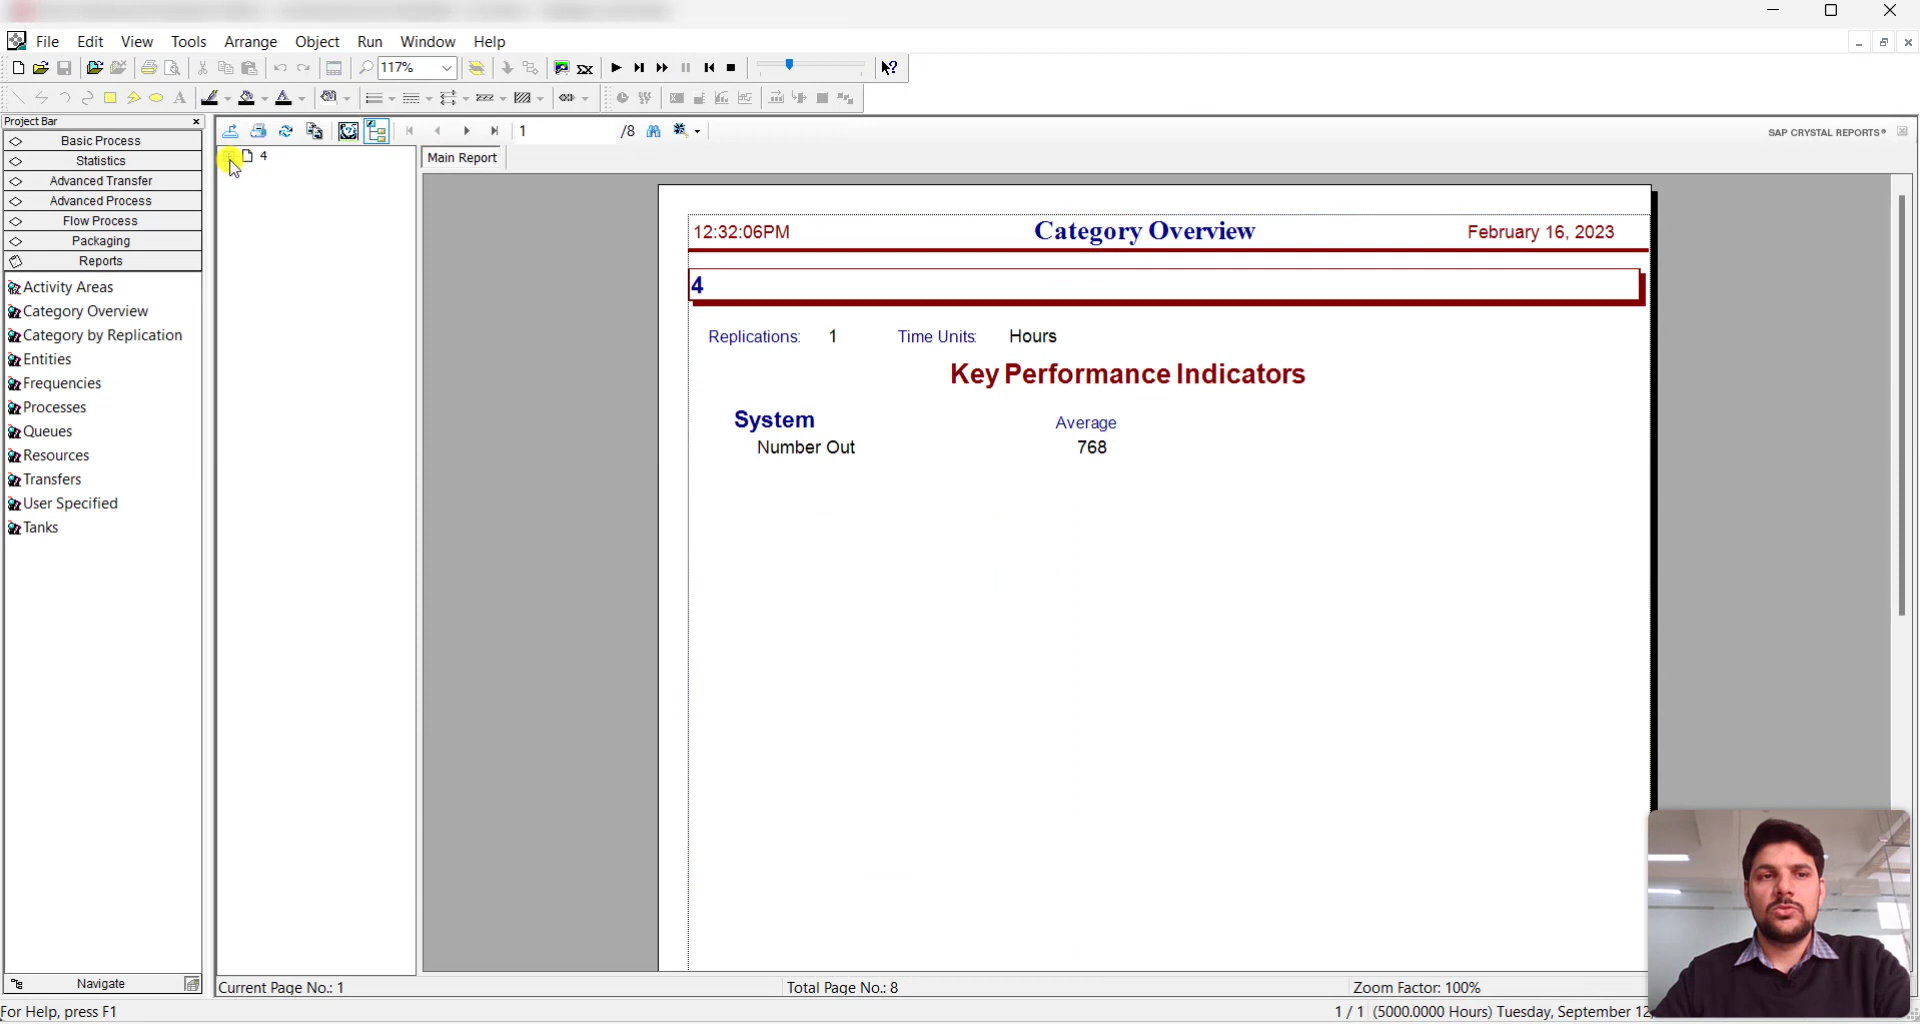 File Edit View Tools Arrange Object Run Window Help
117%
Project Bar
Basic Process
Statistics
Advanced Transfer
Advanced Process
Flow Process
Packaging
Reports
Activity Areas
Category Overview
Category by Replication
Entities
Frequencies
Processes
Queues
Resources
Transfers
User Specified
Tanks
Navigate
1 /8
SAP CRYSTAL REPORTS®
4
Main Report
12:32:06PM Category Overview February 16, 2023
4
Replications: 1 Time Units: Hours
Key Performance Indicators
System Average
Number Out 768
Current Page No.: 1 Total Page No.: 8 Zoom Factor: 100%
For Help, press F1 1 / 1 (5000.0000 Hours) Tuesday, September 12,